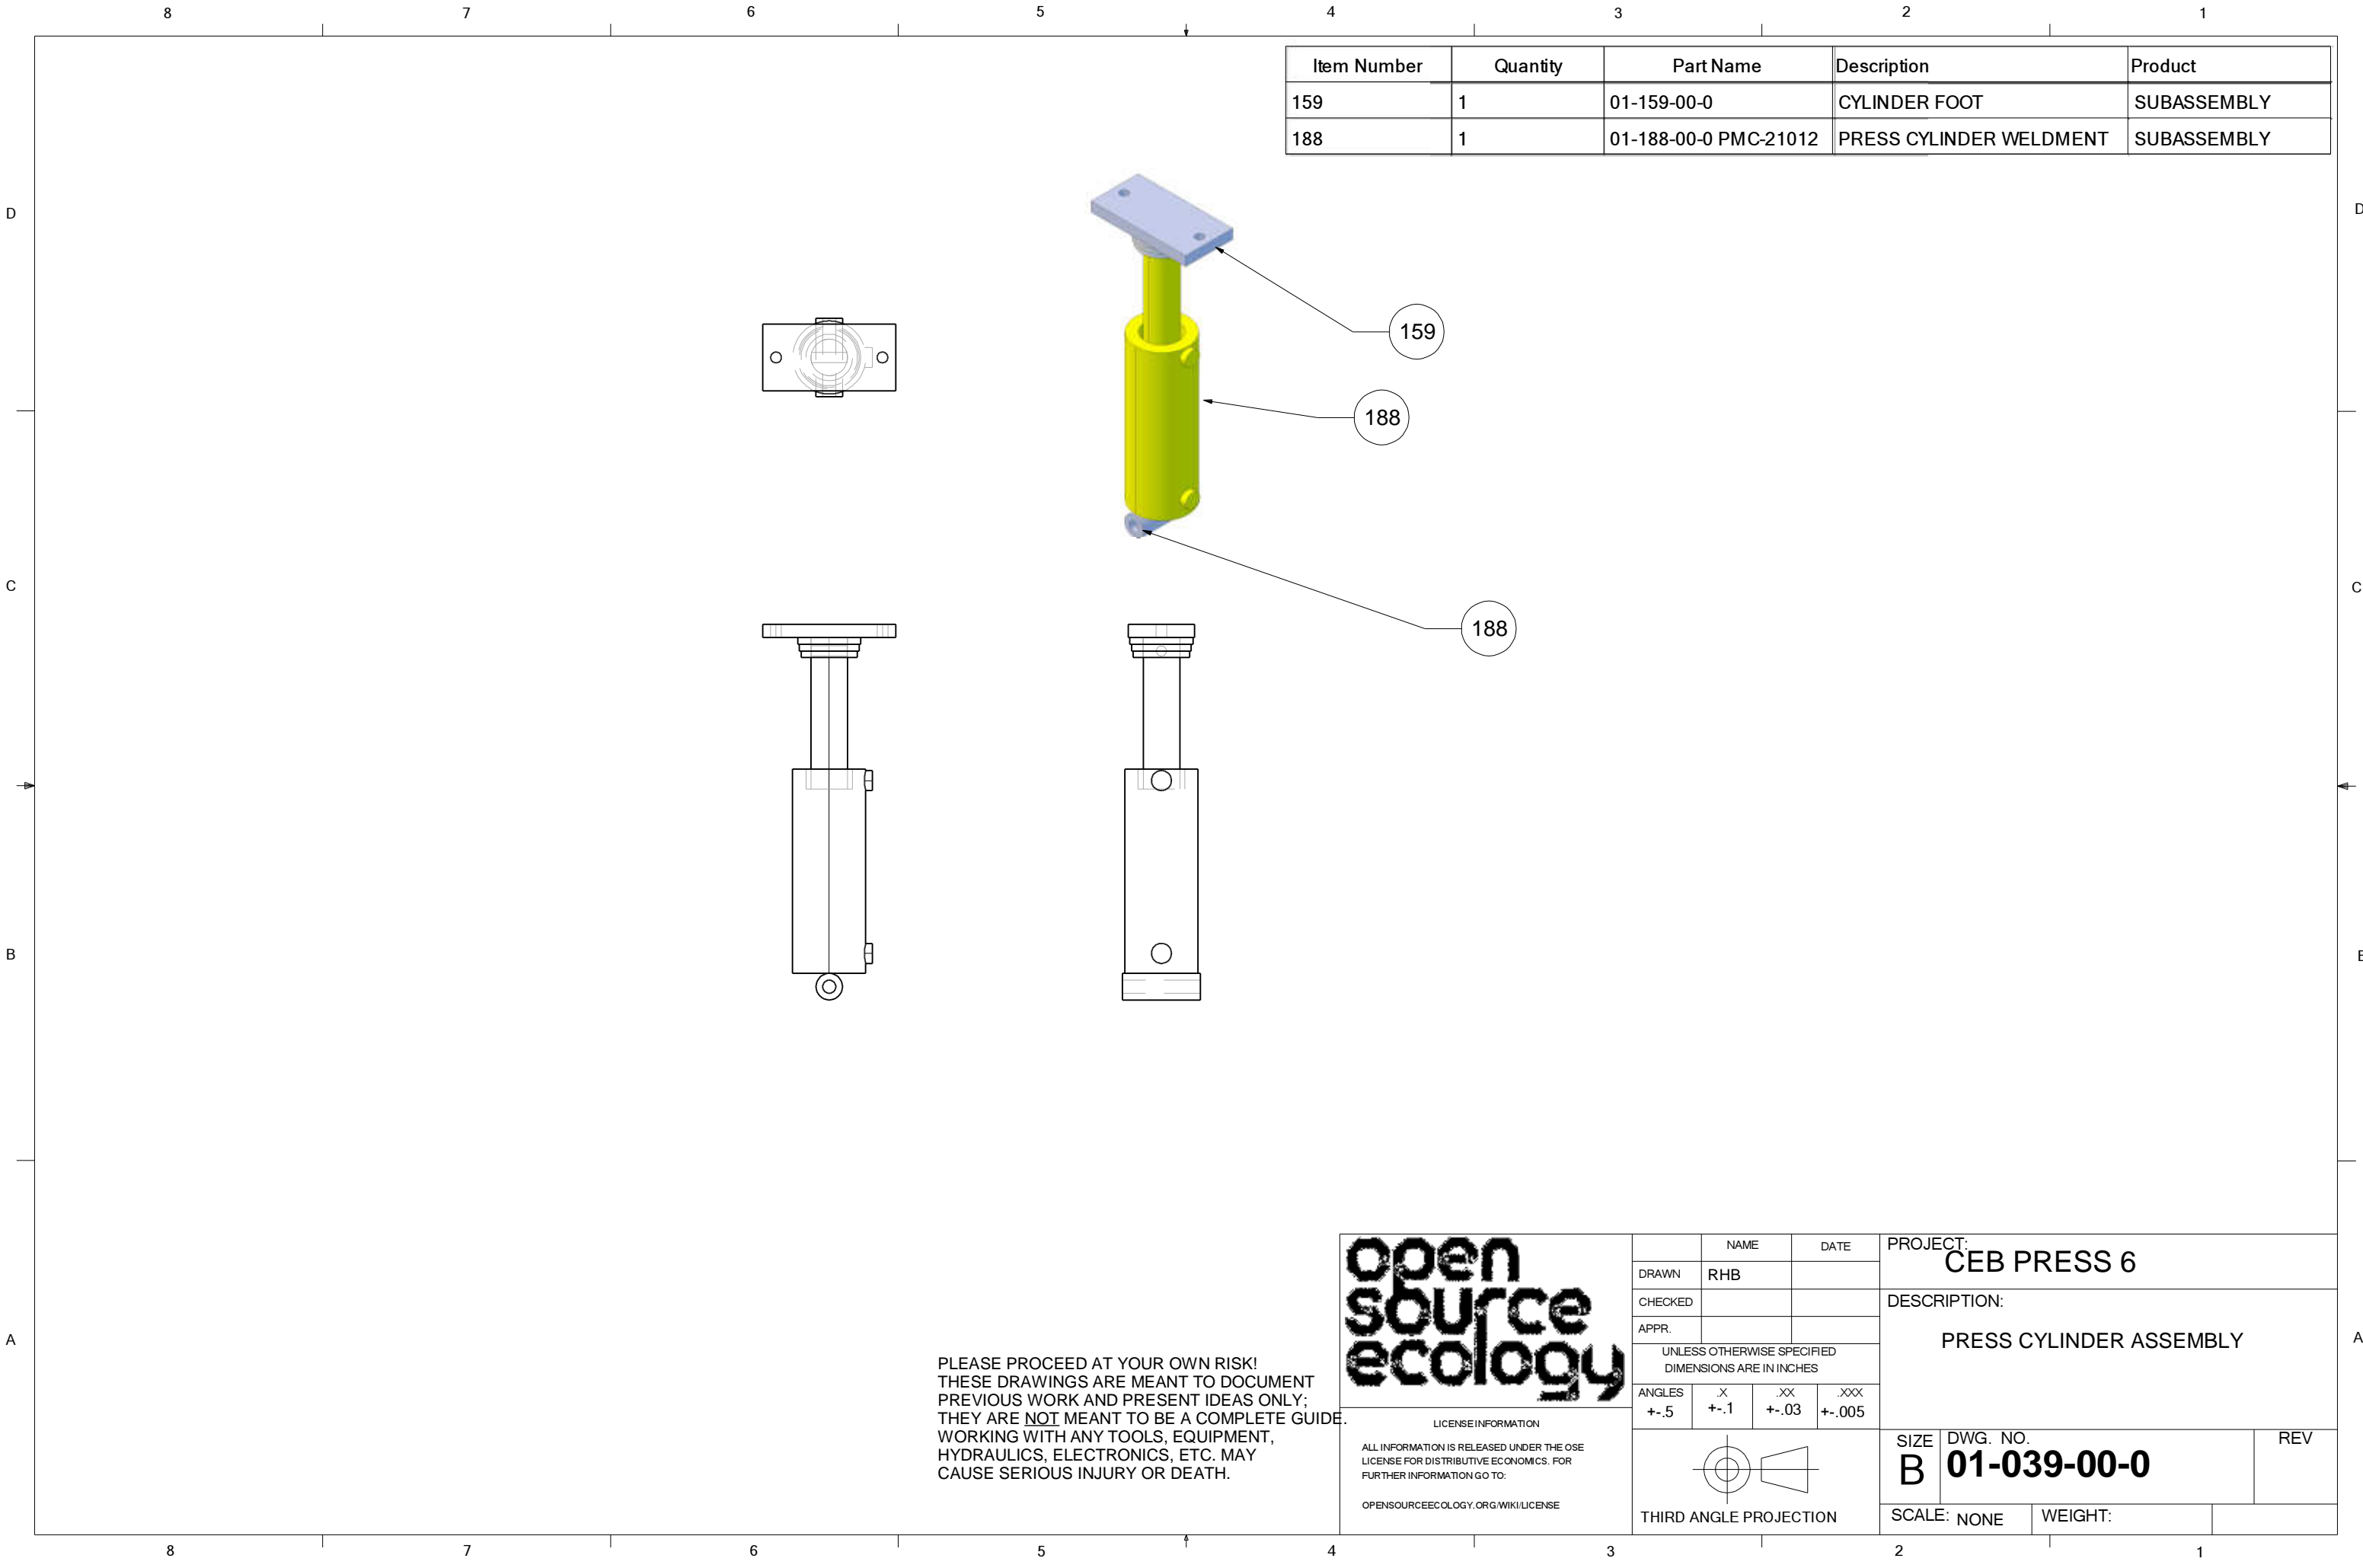 8 7 6 5 4 3 2 1
Item Number Quantity Part Name Description Product
159 1 01-159-00-0 CYLINDER FOOT SUBASSEMBLY
188 1 01-188-00-0 PMC-21012 PRESS CYLINDER WELDMENT SUBASSEMBLY
D D
159
188
C C
188
B B
A A
PLEASE PROCEED AT YOUR OWN RISK!
THESE DRAWINGS ARE MEANT TO DOCUMENT
PREVIOUS WORK AND PRESENT IDEAS ONLY;
THEY ARE NOT MEANT TO BE A COMPLETE GUIDE.
WORKING WITH ANY TOOLS, EQUIPMENT,
HYDRAULICS, ELECTRONICS, ETC. MAY
CAUSE SERIOUS INJURY OR DEATH.
open
source
ecology
LICENSE INFORMATION
ALL INFORMATION IS RELEASED UNDER THE OSE
LICENSE FOR DISTRIBUTIVE ECONOMICS. FOR
FURTHER INFORMATION GO TO:
OPENSOURCEECOLOGY.ORG/WIKI/LICENSE
NAME DATE
DRAWN RHB
CHECKED
APPR.
UNLESS OTHERWISE SPECIFIED
DIMENSIONS ARE IN INCHES
ANGLES .X .XX .XXX
+-.5 +-.1 +-.03 +-.005
THIRD ANGLE PROJECTION
PROJECT:
CEB PRESS 6
DESCRIPTION:
PRESS CYLINDER ASSEMBLY
SIZE DWG. NO. REV
B 01-039-00-0
SCALE: NONE WEIGHT:
8 7 6 5 4 3 2 1